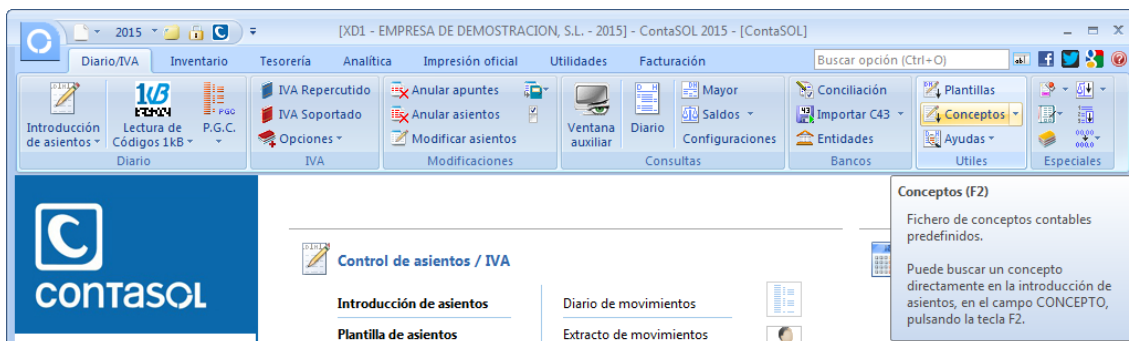 2015
[XD1 - EMPRESA DE DEMOSTRACION, S.L. - 2015] - ContaSOL 2015 - [ContaSOL]
Diario/IVA Inventario Tesorería Analítica Impresión oficial Utilidades Facturación Buscar opción (Ctrl+O)
Introducción de asientos
Lectura de Códigos 1kB
P.G.C.
Diario
IVA Repercutido
IVA Soportado
Opciones
IVA
Anular apuntes
Anular asientos
Modificar asientos
Modificaciones
Ventana auxiliar
Diario
Mayor
Saldos
Configuraciones
Consultas
Conciliación
Importar C43
Entidades
Bancos
Plantillas
Conceptos
Ayudas
Utiles
Especiales
Conceptos (F2)
Fichero de conceptos contables
predefinidos.
Puede buscar un concepto
directamente en la introducción de
asientos, en el campo CONCEPTO,
pulsando la tecla F2.
CONTASOL
Control de asientos / IVA
Introducción de asientos Diario de movimientos
Plantilla de asientos Extracto de movimientos